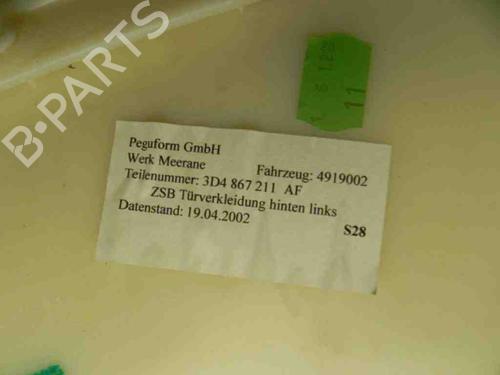 B-PARTS
Peguform GmbH
Werk Meerane
Fahrzeug: 4919002
Teilenummer: 3D4 867 211 AF
ZSB Türverkleidung hinten links
Datenstand: 19.04.2002
S28
11